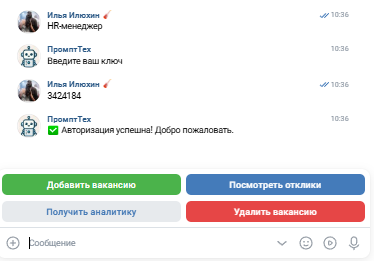 Илья Илюхин
10:36
HR-менеджер
ПромптТех
10:36
Введите ваш ключ
Илья Илюхин
10:36
3424184
ПромптТех
10:36
✅ Авторизация успешна! Добро пожаловать.
Добавить вакансию
Посмотреть отклики
Получить аналитику
Удалить вакансию
Сообщение